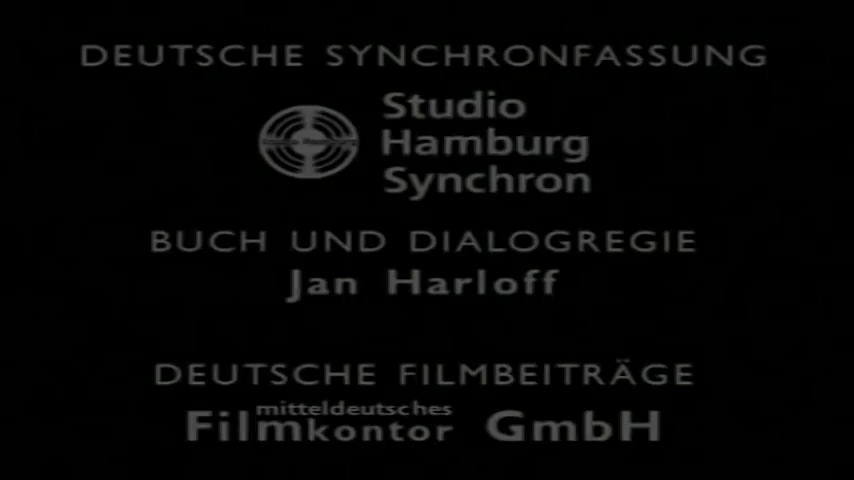 DEUTSCHE SYNCHRONFASSUNG
Studio
Hamburg
Synchron
BUCH UND DIALOGREGIE
Jan Harloff
DEUTSCHE FILMBEITRÄGE
mitteldeutsches
Filmkontor GmbH